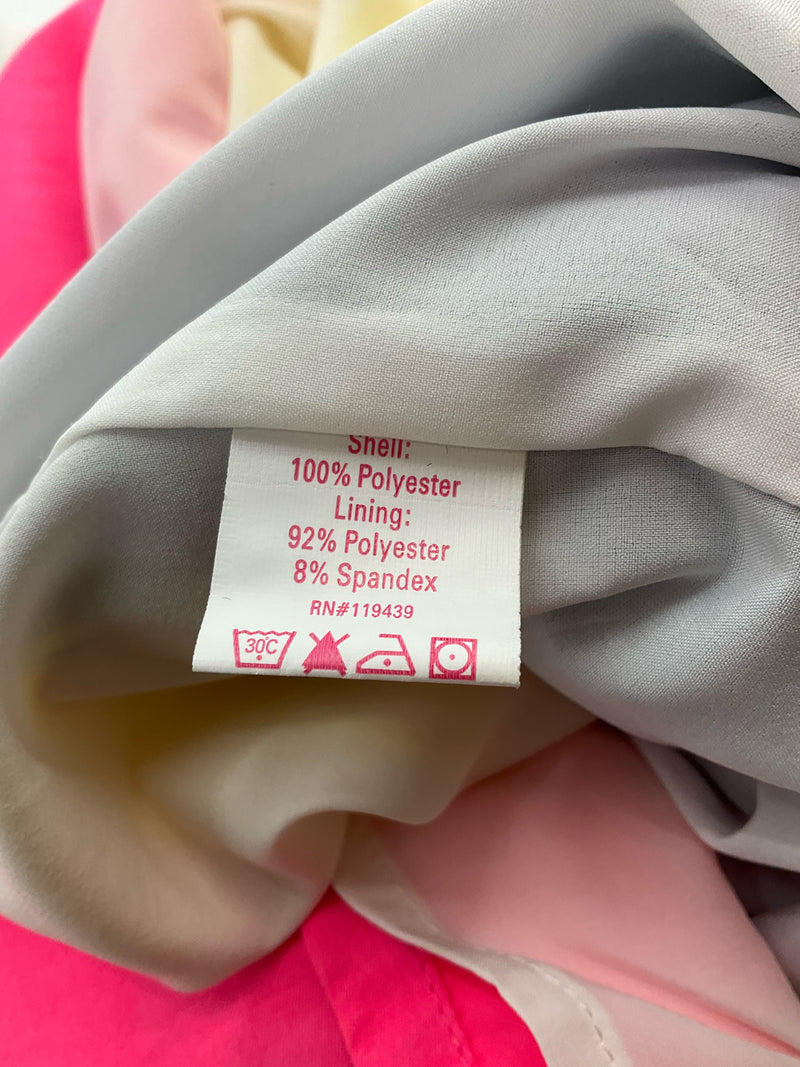 Shell:
100% Polyester
Lining:
92% Polyester
8% Spandex
RN#119439
30°C